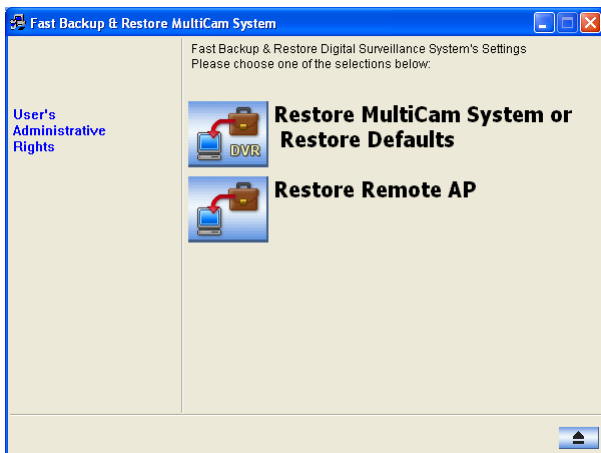 Fast Backup & Restore MultiCam System
Fast Backup & Restore Digital Surveillance System's Settings
Please choose one of the selections below:
User's
Administrative
Rights
DVR
Restore MultiCam System or
Restore Defaults
Restore Remote AP